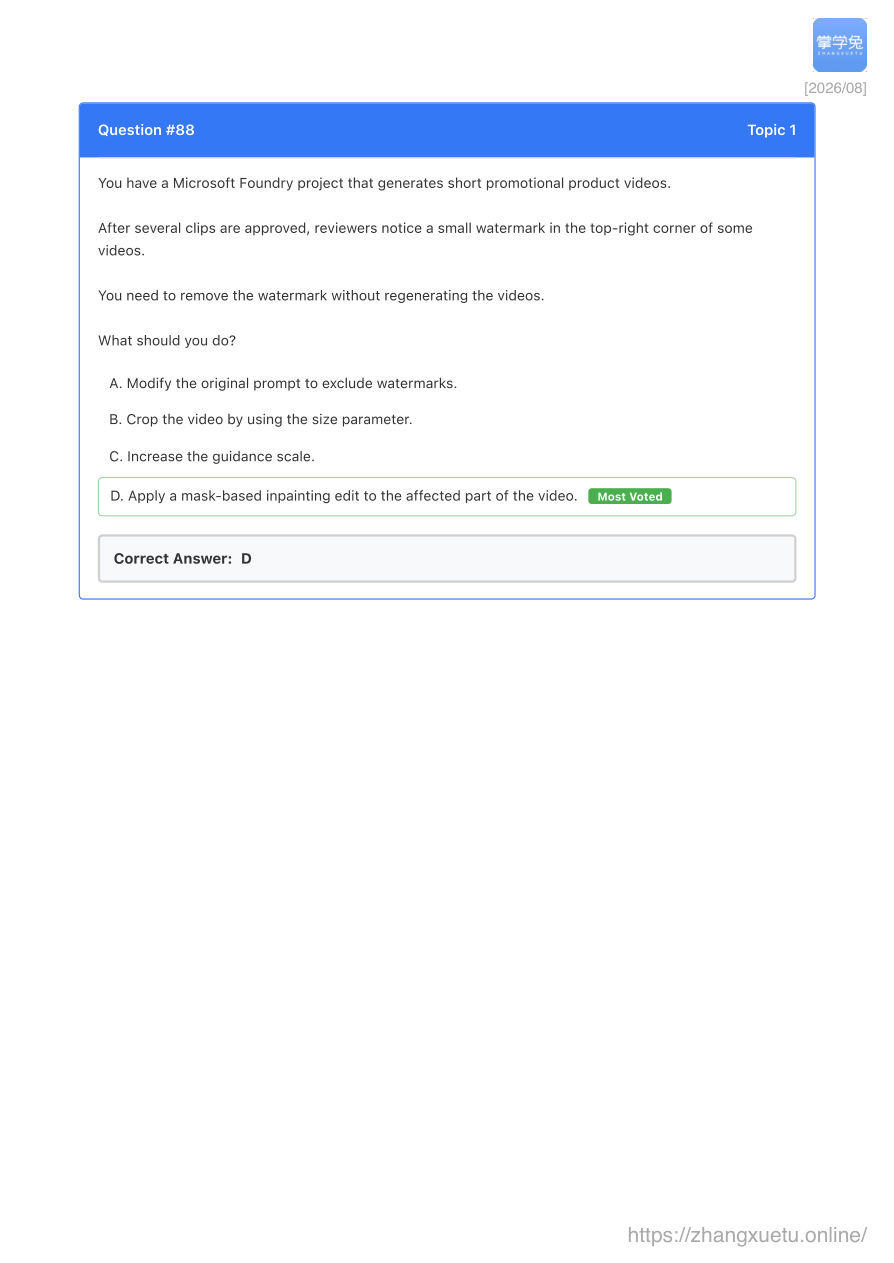 掌学兔
ZHANGXUETU
[2026/08]
Question #88 Topic 1
You have a Microsoft Foundry project that generates short promotional product videos.
After several clips are approved, reviewers notice a small watermark in the top-right corner of some
videos.
You need to remove the watermark without regenerating the videos.
What should you do?
A. Modify the original prompt to exclude watermarks.
B. Crop the video by using the size parameter.
C. Increase the guidance scale.
D. Apply a mask-based inpainting edit to the affected part of the video. Most Voted
Correct Answer: D
https://zhangxuetu.online/